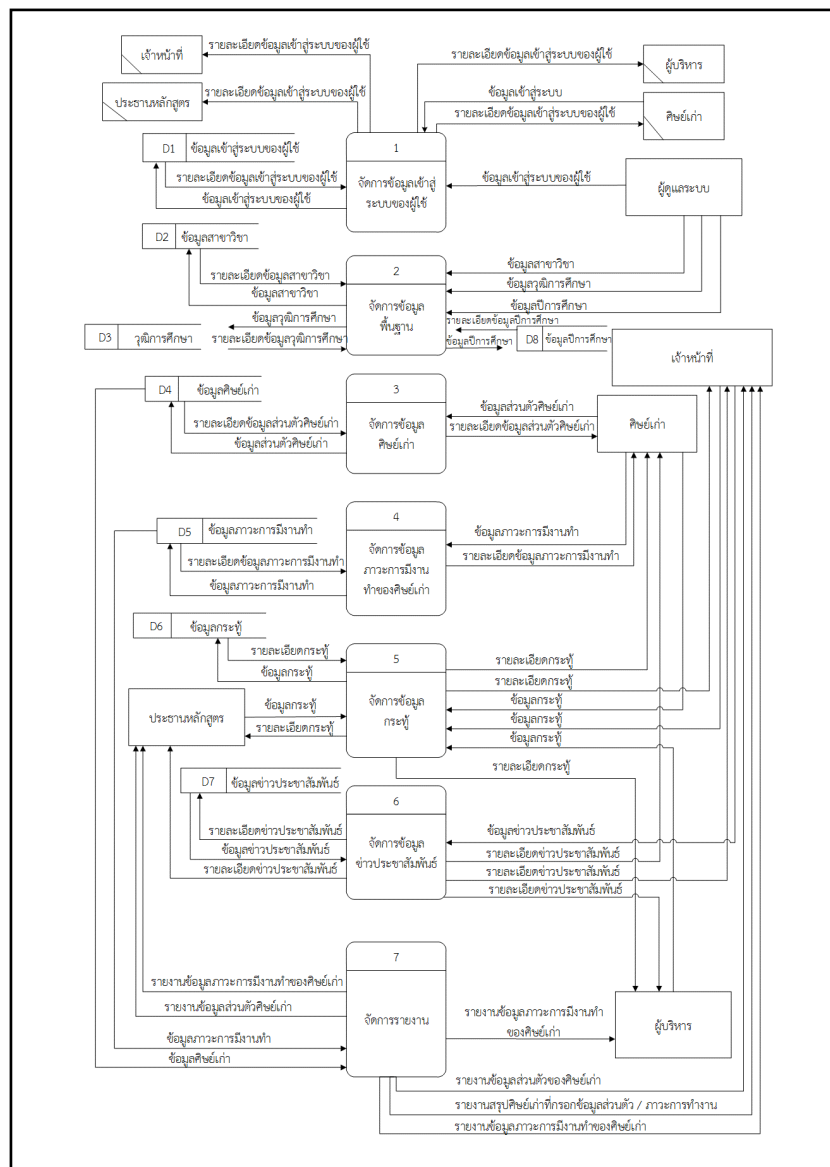 เจ้าหน้าที่
รายละเอียดข้อมูลเข้าสู่ระบบของผู้ใช้
รายละเอียดข้อมูลเข้าสู่ระบบของผู้ใช้
ผู้บริหาร
ประธานหลักสูตร
รายละเอียดข้อมูลเข้าสู่ระบบของผู้ใช้
ข้อมูลเข้าสู่ระบบ
รายละเอียดข้อมูลเข้าสู่ระบบของผู้ใช้
ศิษย์เก่า
D1 ข้อมูลเข้าสู่ระบบของผู้ใช้
รายละเอียดข้อมูลเข้าสู่ระบบของผู้ใช้
ข้อมูลเข้าสู่ระบบของผู้ใช้
1
จัดการข้อมูลเข้าสู่
ระบบของผู้ใช้
ข้อมูลเข้าสู่ระบบของผู้ใช้
ผู้ดูแลระบบ
D2 ข้อมูลสาขาวิชา
รายละเอียดข้อมูลสาขาวิชา
ข้อมูลสาขาวิชา
2
จัดการข้อมูล
พื้นฐาน
ข้อมูลสาขาวิชา
ข้อมูลวุฒิการศึกษา
ข้อมูลปีการศึกษา
ข้อมูลวุฒิการศึกษา
D3 วุฒิการศึกษา
รายละเอียดข้อมูลวุฒิการศึกษา
รายละเอียดข้อมูลปีการศึกษา
ข้อมูลปีการศึกษา
D8 ข้อมูลปีการศึกษา
เจ้าหน้าที่
D4 ข้อมูลศิษย์เก่า
รายละเอียดข้อมูลส่วนตัวศิษย์เก่า
ข้อมูลส่วนตัวศิษย์เก่า
3
จัดการข้อมูล
ศิษย์เก่า
ข้อมูลส่วนตัวศิษย์เก่า
รายละเอียดข้อมูลส่วนตัวศิษย์เก่า
ศิษย์เก่า
D5 ข้อมูลภาวะการมีงานทำ
รายละเอียดข้อมูลภาวะการมีงานทำ
ข้อมูลภาวะการมีงานทำ
4
จัดการข้อมูล
ภาวะการมีงาน
ทำของศิษย์เก่า
ข้อมูลภาวะการมีงานทำ
รายละเอียดข้อมูลภาวะการมีงานทำ
D6 ข้อมูลกระทู้
รายละเอียดกระทู้
ข้อมูลกระทู้
5
จัดการข้อมูล
กระทู้
รายละเอียดกระทู้
รายละเอียดกระทู้
ข้อมูลกระทู้
ข้อมูลกระทู้
ข้อมูลกระทู้
ประธานหลักสูตร
ข้อมูลกระทู้
รายละเอียดกระทู้
รายละเอียดกระทู้
D7 ข้อมูลข่าวประชาสัมพันธ์
รายละเอียดข่าวประชาสัมพันธ์
ข้อมูลข่าวประชาสัมพันธ์
รายละเอียดข่าวประชาสัมพันธ์
6
จัดการข้อมูล
ข่าวประชาสัมพันธ์
ข้อมูลข่าวประชาสัมพันธ์
รายละเอียดข่าวประชาสัมพันธ์
รายละเอียดข่าวประชาสัมพันธ์
รายละเอียดข่าวประชาสัมพันธ์
7
จัดการรายงาน
รายงานข้อมูลภาวะการมีงานทำของศิษย์เก่า
รายงานข้อมูลส่วนตัวศิษย์เก่า
ข้อมูลภาวะการมีงานทำ
ข้อมูลศิษย์เก่า
รายงานข้อมูลภาวะการมีงานทำ
ของศิษย์เก่า
ผู้บริหาร
รายงานข้อมูลส่วนตัวของศิษย์เก่า
รายงานสรุปศิษย์เก่าที่กรอกข้อมูลส่วนตัว / ภาวะการทำงาน
รายงานข้อมูลภาวะการมีงานทำของศิษย์เก่า